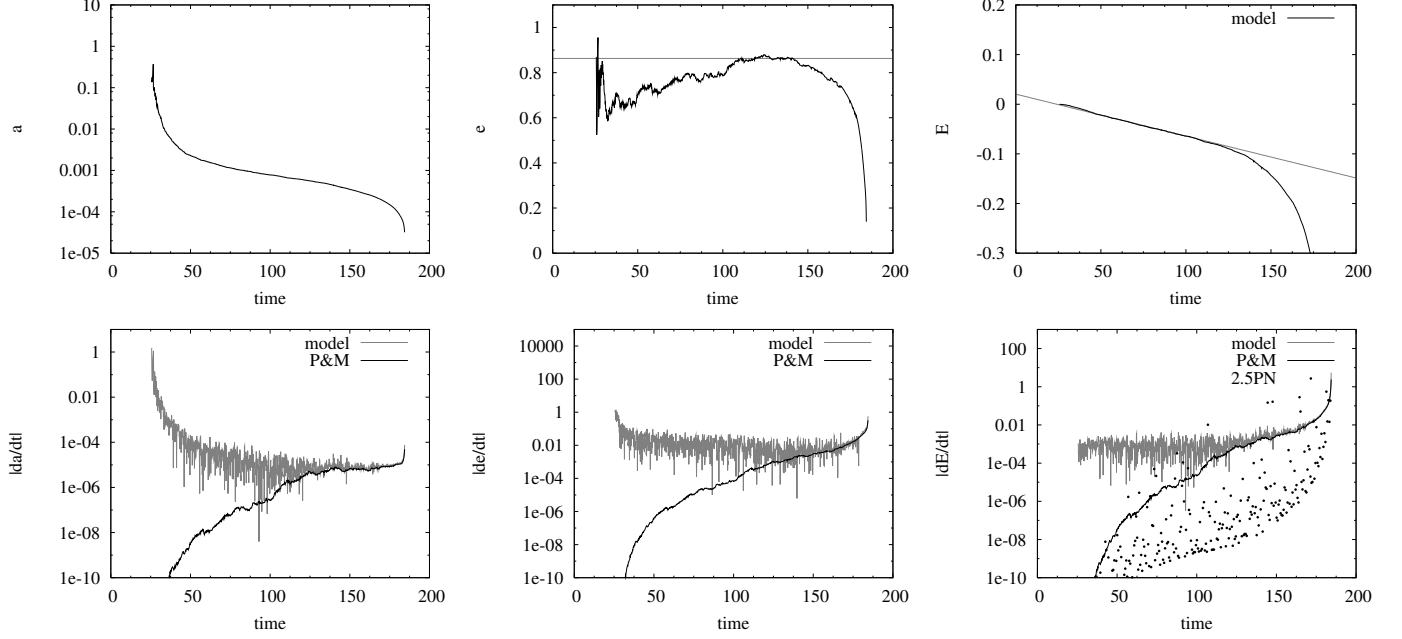 10
1
0.1
0.01
0.001
1e-04
1e-05
a
0
50
100
150
200
time
1
0.8
0.6
0.4
0.2
0
e
0
50
100
150
200
time
0.2
0.1
0
-0.1
-0.2
-0.3
E
model
0
50
100
150
200
time
1
0.01
1e-04
1e-06
1e-08
1e-10
|da/dt|
model
P&M
0
50
100
150
200
time
10000
100
1
0.01
1e-04
1e-06
1e-08
1e-10
|de/dt|
model
P&M
0
50
100
150
200
time
100
1
0.01
1e-04
1e-06
1e-08
1e-10
|dE/dt|
model
P&M
2.5PN
0
50
100
150
200
time